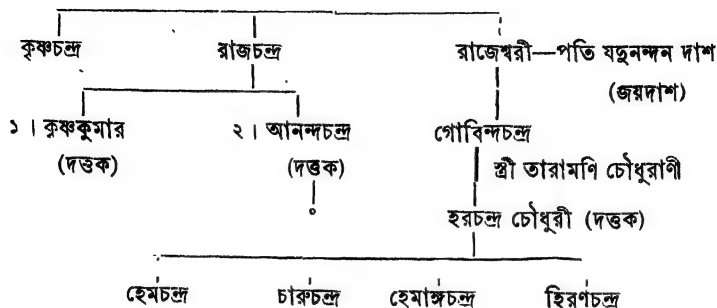 কৃষ্ণচন্দ্র রাজচন্দ্র রাজেশ্বরী—পতি যদুনন্দন দাশ
(জয়দাশ)
১। কৃষ্ণকুমার ২। আনন্দচন্দ্র গোবিন্দচন্দ্র
(দত্তক) (দত্তক) স্ত্রী তারামণি চৌধুরাণী
হরচন্দ্র চৌধুরী (দত্তক)
হেমচন্দ্র চারুচন্দ্র হেমাঙ্গচন্দ্র হিরণচন্দ্র